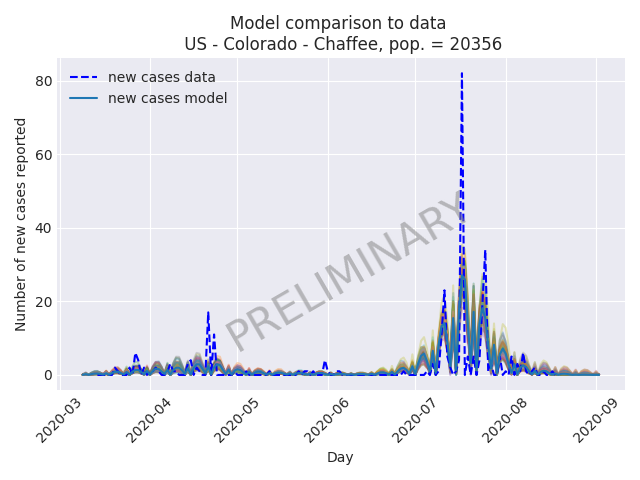 Model comparison to data
US - Colorado - Chaffee, pop. = 20356
new cases data
new cases model
80
60
40
20
0
Number of new cases reported
PRELIMINARY
2020-03
2020-04
2020-05
2020-06
2020-07
2020-08
2020-09
Day